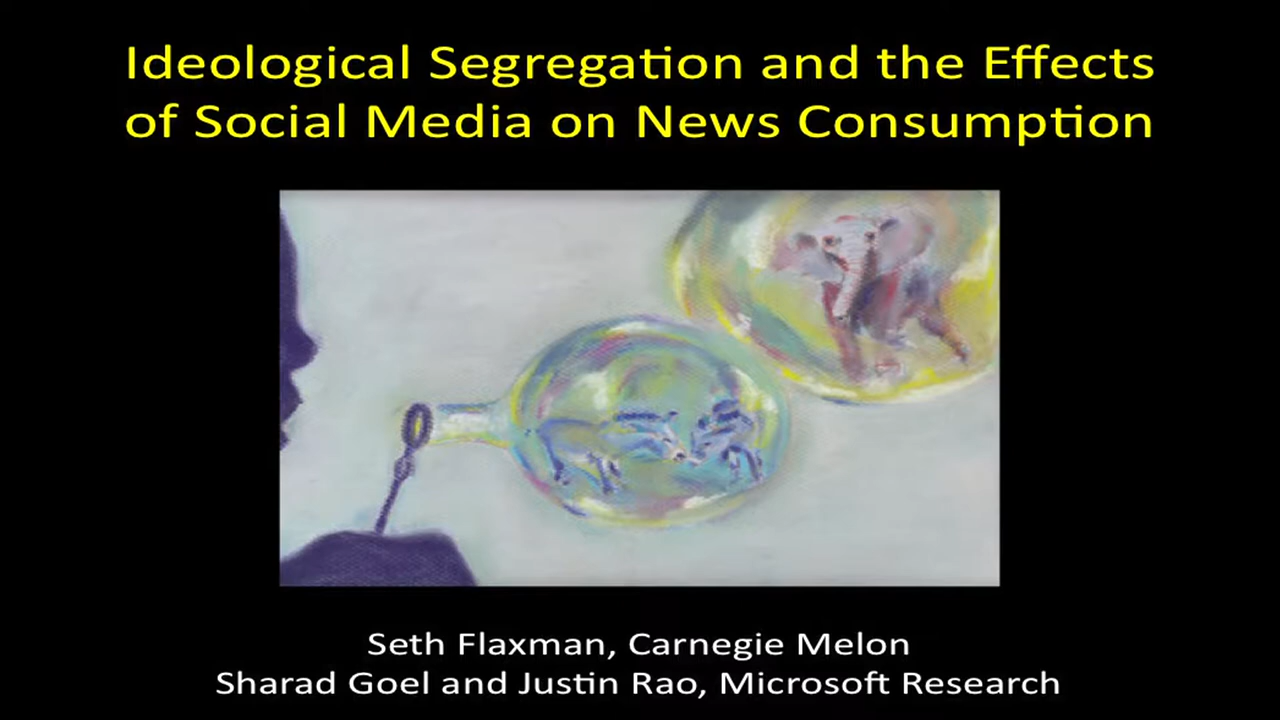 Ideological Segregation and the Effects
of Social Media on News Consumption
Seth Flaxman, Carnegie Melon
Sharad Goel and Justin Rao, Microsoft Research